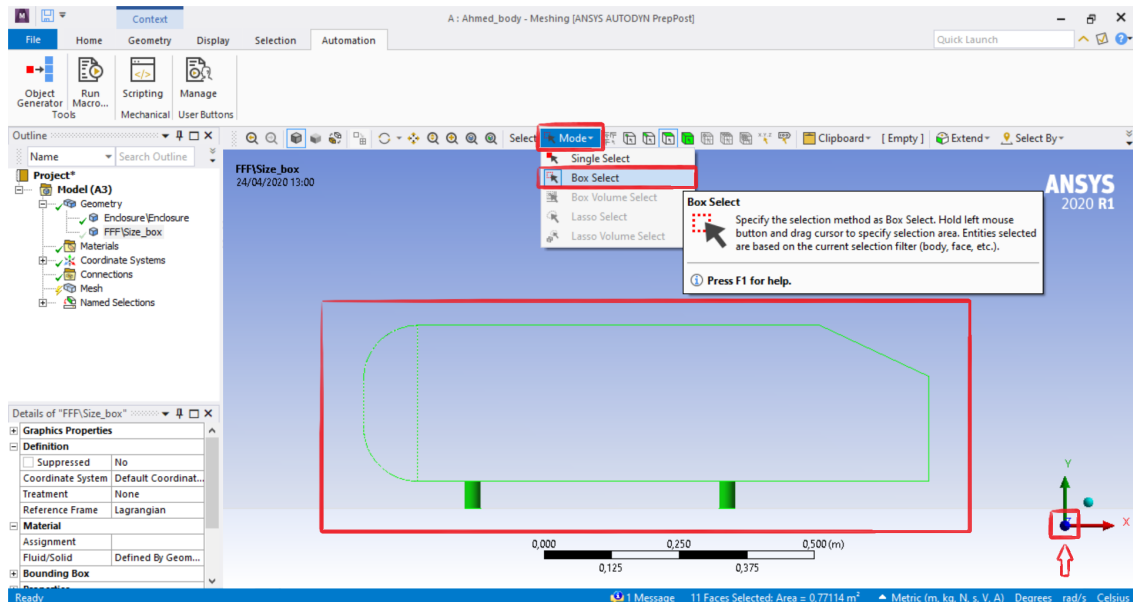 M
Context
A : Ahmed_body - Meshing [ANSYS AUTODYN PrepPost]
File Home Geometry Display Selection Automation
Quick Launch
Object Generator
Run Macro...
Scripting
Manage
Tools
Mechanical
User Buttons
Outline
Name
Search Outline
Select
Mode
Clipboard
[ Empty ]
Extend
Select By
Project*
Model (A3)
Geometry
Enclosure\Enclosure
FFF\Size_box
Materials
Coordinate Systems
Connections
Mesh
Named Selections
FFF\Size_box
24/04/2020 13:00
Single Select
Box Select
Box Volume Select
Lasso Select
Lasso Volume Select
Box Select
Specify the selection method as Box Select. Hold left mouse
button and drag cursor to specify selection area. Entities selected
are based on the current selection filter (body, face, etc.).
Press F1 for help.
ANSYS
2020 R1
Details of "FFF\Size_box"
Graphics Properties
Definition
Suppressed No
Coordinate System Default Coordinat...
Treatment None
Reference Frame Lagrangian
Material
Assignment
Fluid/Solid Defined By Geom...
Bounding Box
Y
X
0,000 0,250 0,500 (m)
0,125 0,375
Ready
1 Message
11 Faces Selected: Area = 0,77114 m²
Metric (m, kg, N, s, V, A) Degrees rad/s Celsius